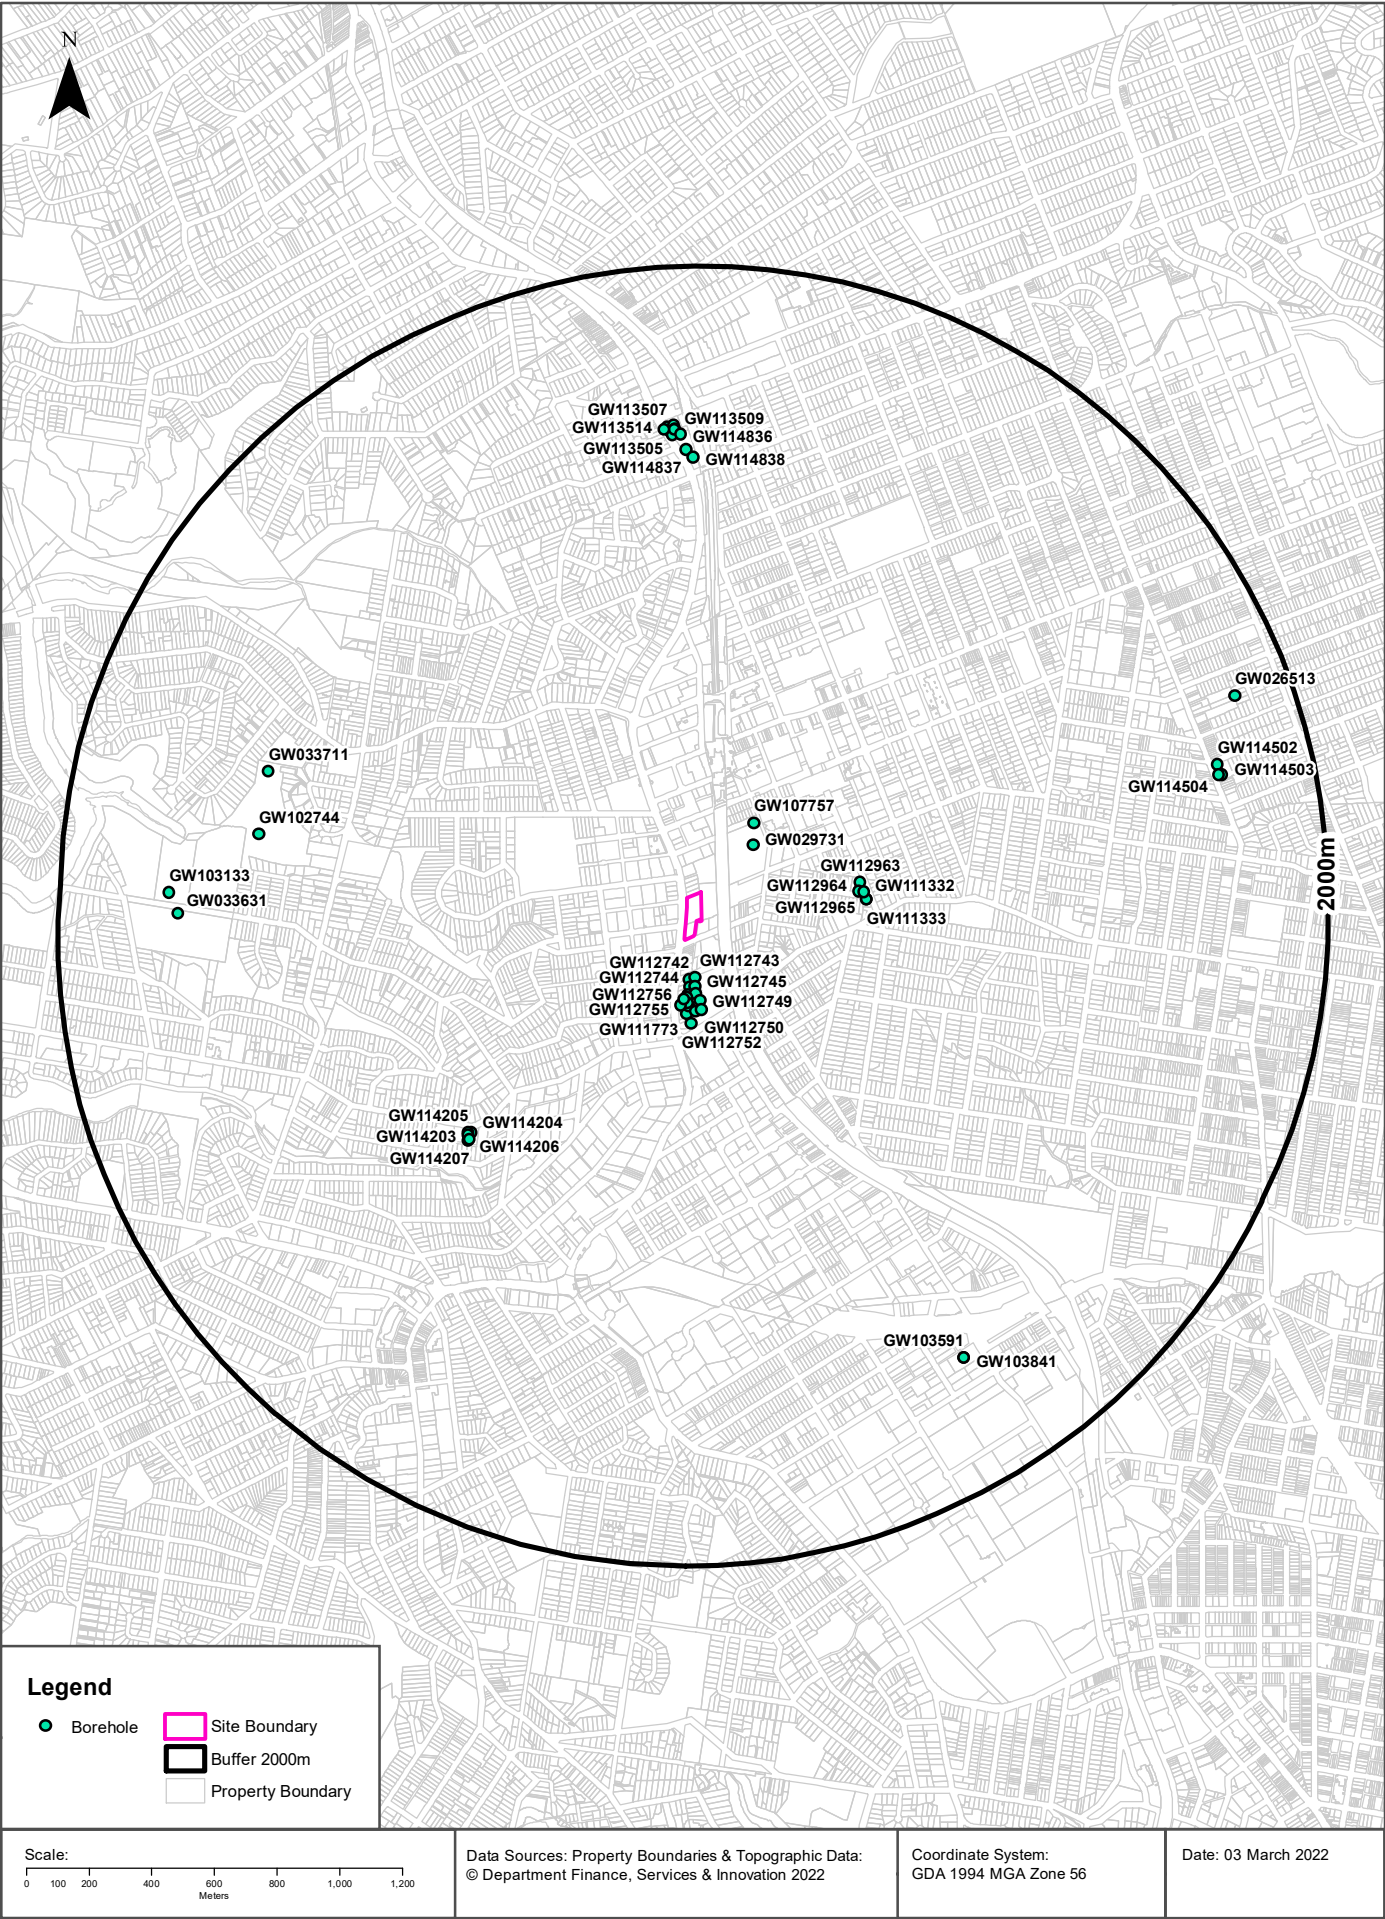 N
GW113507
GW113509
GW113514
GW114836
GW113505
GW114838
GW114837
GW026513
GW114502
GW114503
GW114504
GW033711
GW102744
GW107757
GW029731
GW112963
GW103133
GW112964
GW111332
GW033631
GW112965
GW111333
2000m
GW112742
GW112743
GW112744
GW112745
GW112756
GW112749
GW112755
GW111773
GW112750
GW112752
GW114205
GW114204
GW114203
GW114206
GW114207
GW103591
GW103841
Legend
Borehole
Site Boundary
Buffer 2000m
Property Boundary
Scale:
0 100 200 400 600 800 1,000 1,200
Meters
Data Sources: Property Boundaries & Topographic Data:
© Department Finance, Services & Innovation 2022
Coordinate System:
GDA 1994 MGA Zone 56
Date: 03 March 2022